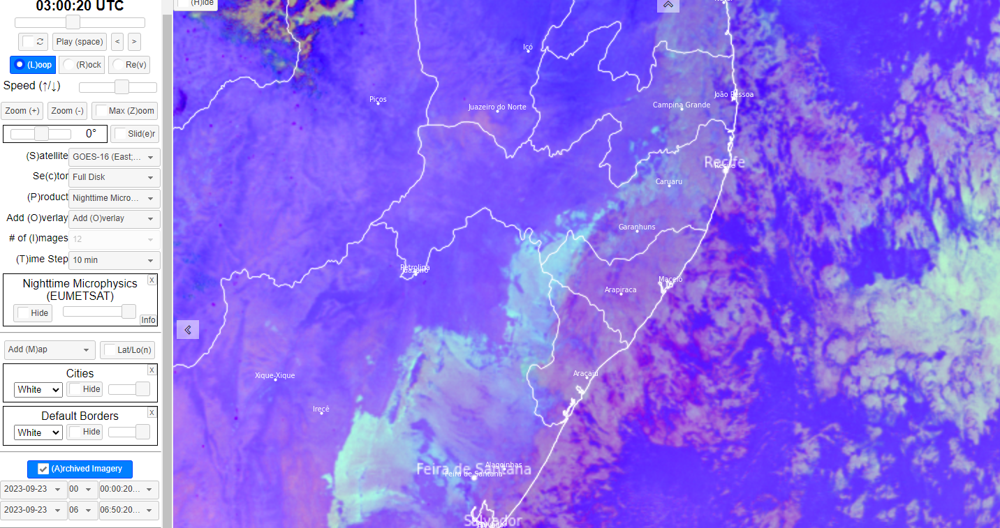 03:00:20 UTC
Play (space)
<
>
(L)oop
(R)ock
Re(v)
Speed (↑/↓)
Zoom (+)
Zoom (-)
Max (Z)oom
0°
Slid(e)r
(S)atellite
GOES-16 (East;...
Se(c)tor
Full Disk
(P)roduct
Nighttime Micro...
Add (O)verlay
Add (O)verlay
# of (I)mages
12
(T)ime Step
10 min
X
Nighttime Microphysics
(EUMETSAT)
Hide
Info
Add (M)ap
Lat/Lo(n)
Cities
X
White
Hide
Default Borders
X
White
Hide
(A)rchived Imagery
2023-09-23
00
00:00:20...
2023-09-23
06
06:50:20...
(H)ide
Icó
Picos
Juazeiro do Norte
João Pessoa
Campina Grande
Recife
Recife
Caruaru
Garanhuns
Petrolina
Juazeiro
Maceió
Arapiraca
Aracaju
Xique-Xique
Irecê
Alagoinhas
Feira de Santana
Feira de Santana
Salvador
Salvador